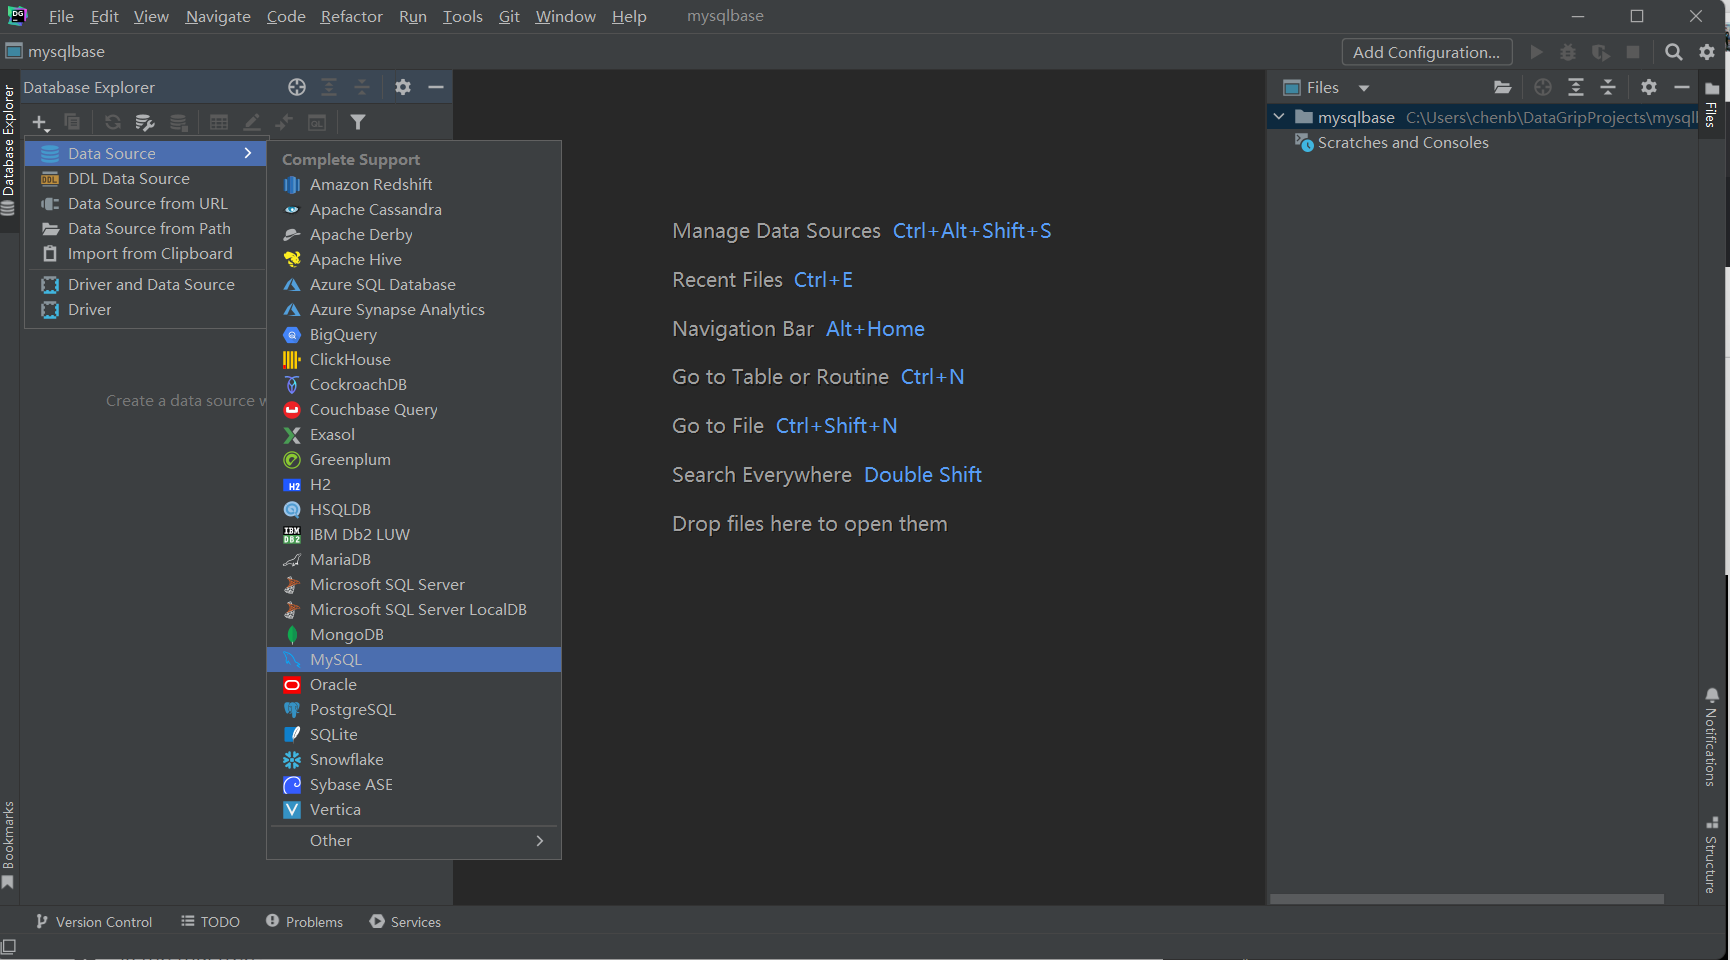 DG
File Edit View Navigate Code Refactor Run Tools Git Window Help mysqlbase
mysqlbase
Add Configuration...
Database Explorer
Database Explorer
Data Source
DDL Data Source
Data Source from URL
Data Source from Path
Import from Clipboard
Driver and Data Source
Driver
Create a data source w
Complete Support
Amazon Redshift
Apache Cassandra
Apache Derby
Apache Hive
Azure SQL Database
Azure Synapse Analytics
BigQuery
ClickHouse
CockroachDB
Couchbase Query
Exasol
Greenplum
H2
HSQLDB
IBM Db2 LUW
MariaDB
Microsoft SQL Server
Microsoft SQL Server LocalDB
MongoDB
MySQL
Oracle
PostgreSQL
SQLite
Snowflake
Sybase ASE
Vertica
Other
Manage Data Sources Ctrl+Alt+Shift+S
Recent Files Ctrl+E
Navigation Bar Alt+Home
Go to Table or Routine Ctrl+N
Go to File Ctrl+Shift+N
Search Everywhere Double Shift
Drop files here to open them
Files
mysqlbase C:\Users\chenb\DataGripProjects\mysqll
Scratches and Consoles
Files
Notifications
Structure
Bookmarks
Version Control TODO Problems Services